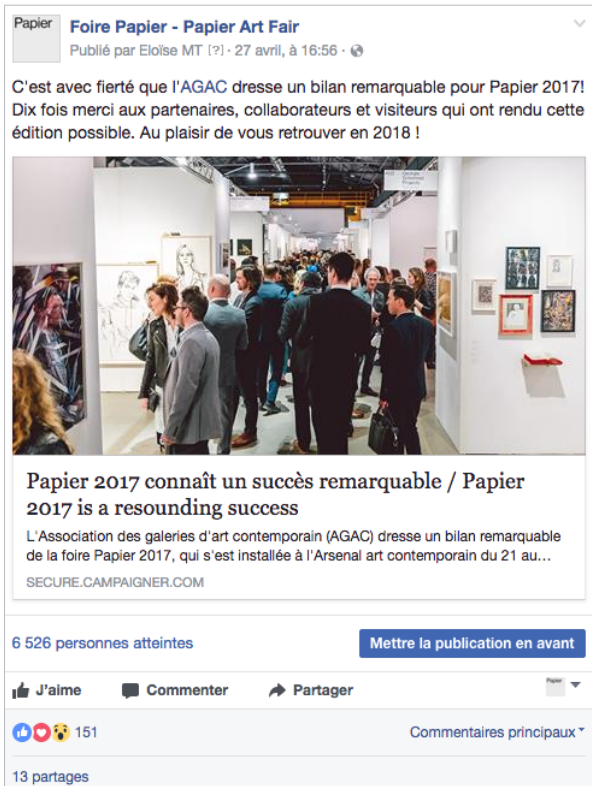 Papier
Foire Papier - Papier Art Fair
Publié par Eloïse MT [?] · 27 avril, à 16:56 ·
C'est avec fierté que l'AGAC dresse un bilan remarquable pour Papier 2017!
Dix fois merci aux partenaires, collaborateurs et visiteurs qui ont rendu cette
édition possible. Au plaisir de vous retrouver en 2018 !
Papier 2017 connaît un succès remarquable / Papier
2017 is a resounding success
L'Association des galeries d'art contemporain (AGAC) dresse un bilan remarquable
de la foire Papier 2017, qui s'est installée à l'Arsenal art contemporain du 21 au…
SECURE.CAMPAIGNER.COM
6 526 personnes atteintes
Mettre la publication en avant
J'aime
Commenter
Partager
Papier
151
Commentaires principaux
13 partages